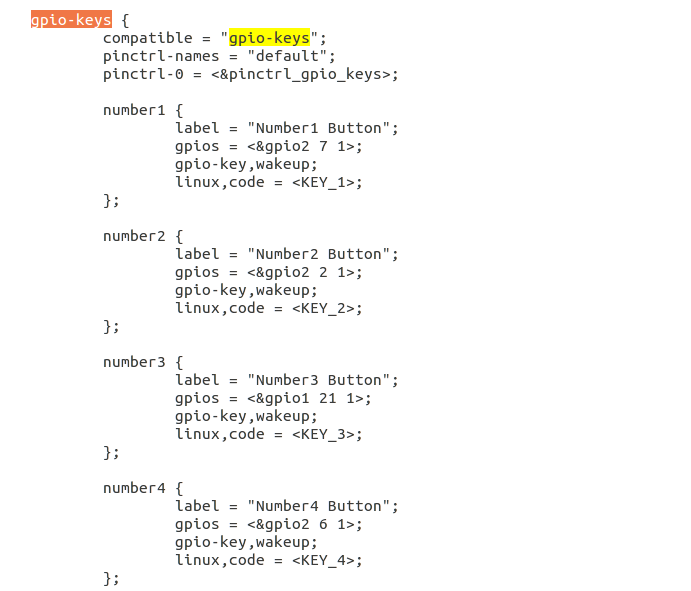 gpio-keys {
compatible = "gpio-keys";
pinctrl-names = "default";
pinctrl-0 = <&pinctrl_gpio_keys>;
number1 {
label = "Number1 Button";
gpios = <&gpio2 7 1>;
gpio-key,wakeup;
linux,code = <KEY_1>;
};
number2 {
label = "Number2 Button";
gpios = <&gpio2 2 1>;
gpio-key,wakeup;
linux,code = <KEY_2>;
};
number3 {
label = "Number3 Button";
gpios = <&gpio1 21 1>;
gpio-key,wakeup;
linux,code = <KEY_3>;
};
number4 {
label = "Number4 Button";
gpios = <&gpio2 6 1>;
gpio-key,wakeup;
linux,code = <KEY_4>;
};